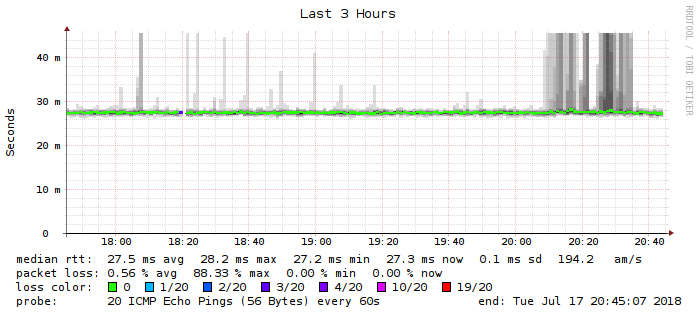 Last 3 Hours
RRDTOOL / TOBI OETIKER
Seconds
40 m
30 m
20 m
10 m
0
18:00 18:20 18:40 19:00 19:20 19:40 20:00 20:20 20:40
median rtt: 27.5 ms avg 28.2 ms max 27.2 ms min 27.3 ms now 0.1 ms sd 194.2 am/s
packet loss: 0.56 % avg 88.33 % max 0.00 % min 0.00 % now
loss color: 0 1/20 2/20 3/20 4/20 10/20 19/20
probe: 20 ICMP Echo Pings (56 Bytes) every 60s end: Tue Jul 17 20:45:07 2018